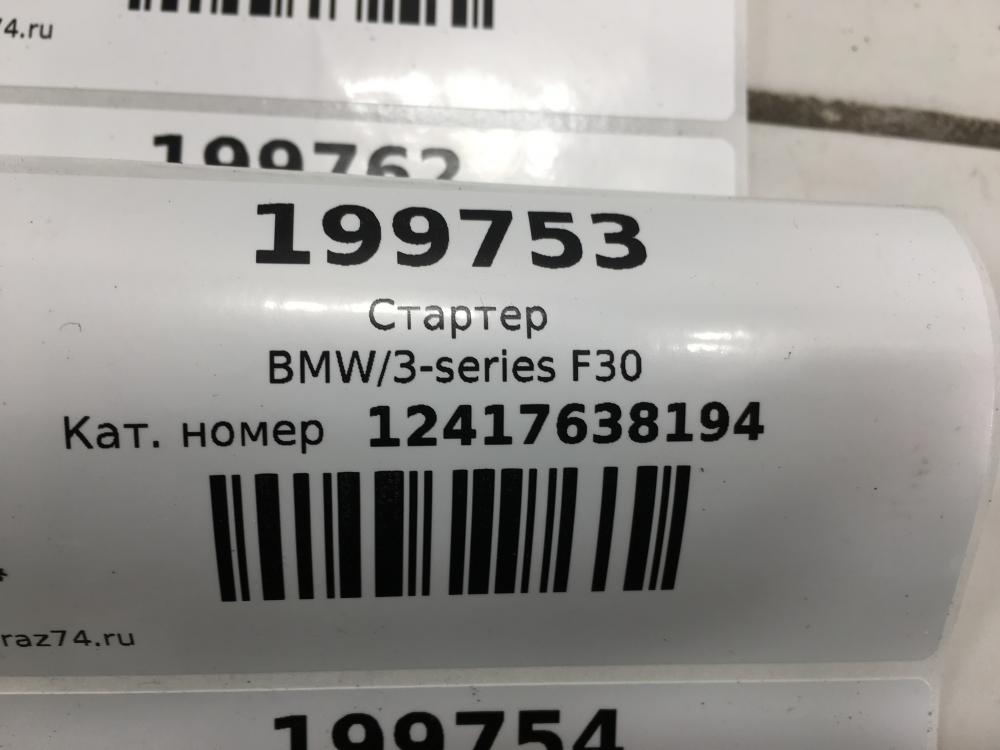 74.ru
199762
199753
Стартер
BMW/3-series F30
Кат. номер 12417638194
raz74.ru
199754